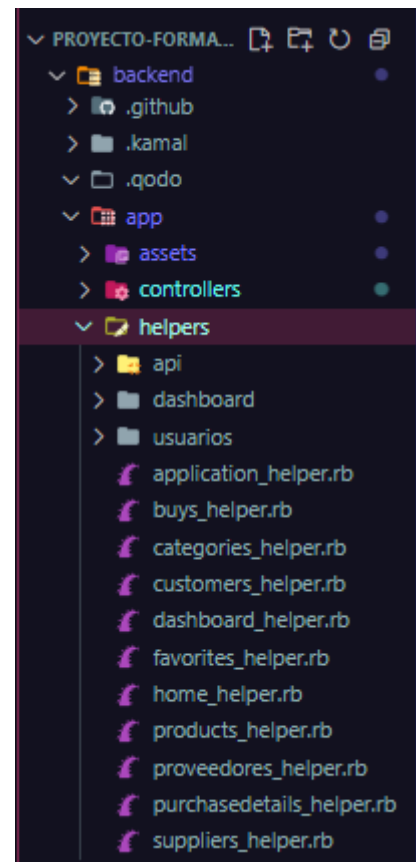 PROYECTO-FORMA...
backend
.github
.kamal
.qodo
app
assets
controllers
helpers
api
dashboard
usuarios
application_helper.rb
buys_helper.rb
categories_helper.rb
customers_helper.rb
dashboard_helper.rb
favorites_helper.rb
home_helper.rb
products_helper.rb
proveedores_helper.rb
purchasedetails_helper.rb
suppliers_helper.rb